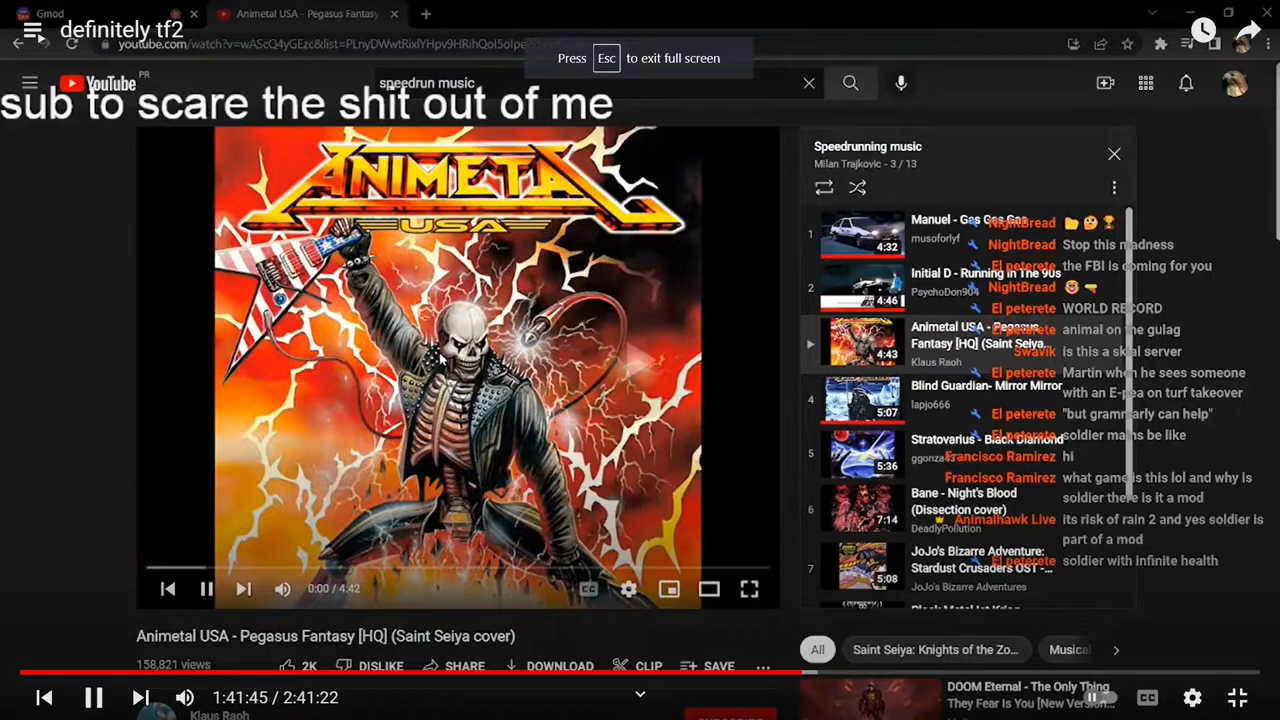 Gmod
Animetal USA - Pegasus Fantasy
definitely tf2
youtube.com/watch?v=wAScQ4yGEzc&list=PLnyDWwtRixlYHpv9HRihQol5oIpe
Press Esc to exit full screen
YouTube PR
speedrun music
sub to scare the shit out of me
ANIMETAL
USA
Speedrunning music
Milan Trajkovic - 3 / 13
1
Manuel - Gas Gas Gas
musoforlyf
4:32
2
Initial D - Running in The 90s
PsychoDon904
4:46
Animetal USA - Pegasus
Fantasy [HQ] (Saint Seiya...
Klaus Raoh
4:43
4
Blind Guardian- Mirror Mirror
lapjo666
5:07
5
Stratovarius - Black Diamond
5:36
6
Bane - Night's Blood
(Dissection cover)
DeadlyPollution
7:14
7
JoJo's Bizarre Adventure:
Stardust Crusaders OST -...
JoJo's Bizarre Adventures
5:08
NightBread 📁🤔🏆
NightBread Stop this madness
El peterete the FBI is coming for you
NightBread 🤓🔫
El peterete WORLD RECORD
El peterete animal on the gulag
Swavik is this a skial server
El peterete Martin when he sees someone
with an E-pea on turf takeover
El peterete "but grammarly can help"
El peterete soldier mains be like
Francisco Ramirez hi
Francisco Ramirez what game is this lol and why is
soldier there is it a mod
Animalhawk Live its risk of rain 2 and yes soldier is
part of a mod
El peterete soldier with infinite health
0:00 / 4:42
Animetal USA - Pegasus Fantasy [HQ] (Saint Seiya cover)
158,821 views
2K
DISLIKE
SHARE
DOWNLOAD
CLIP
SAVE
All
Saint Seiya: Knights of the Zo...
Musical
1:41:45 / 2:41:22
DOOM Eternal - The Only Thing
They Fear Is You [New Version...
Klaus Raoh